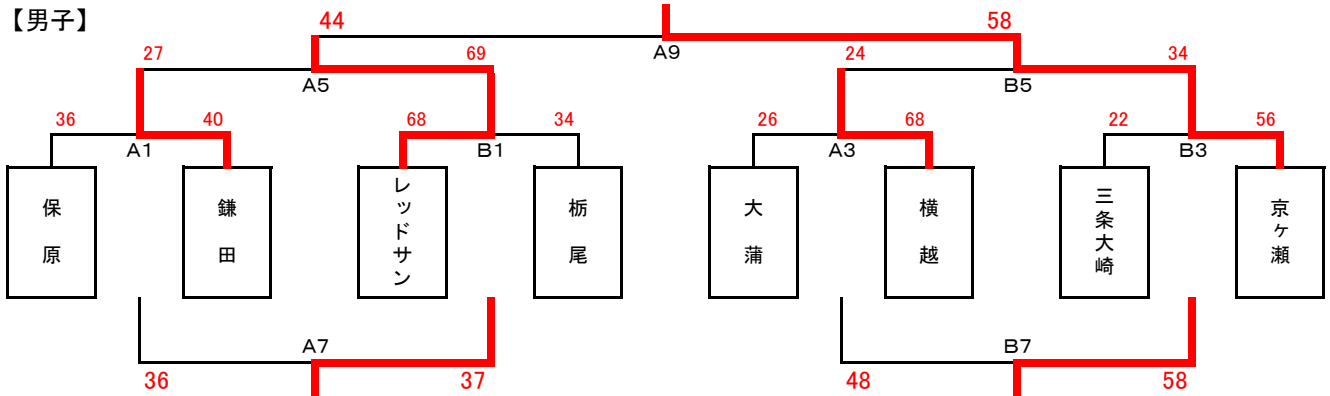 【男子】
44
58
A9
27
69
24
34
A5
B5
36
40
68
34
26
68
22
56
A1
B1
A3
B3
保原
鎌田
レッドサン
栃尾
大蒲
横越
三条大崎
京ヶ瀬
A7
B7
36
37
48
58